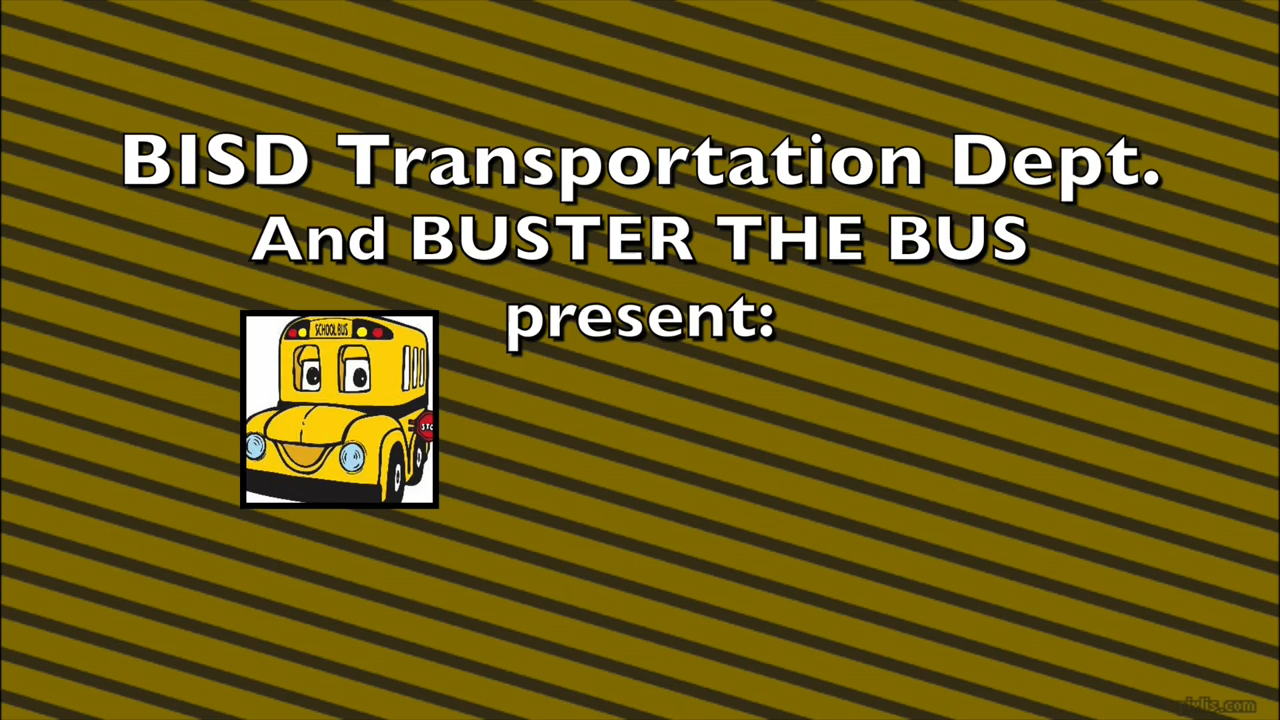 BISD Transportation Dept.
And BUSTER THE BUS
present:
SCHOOL BUS